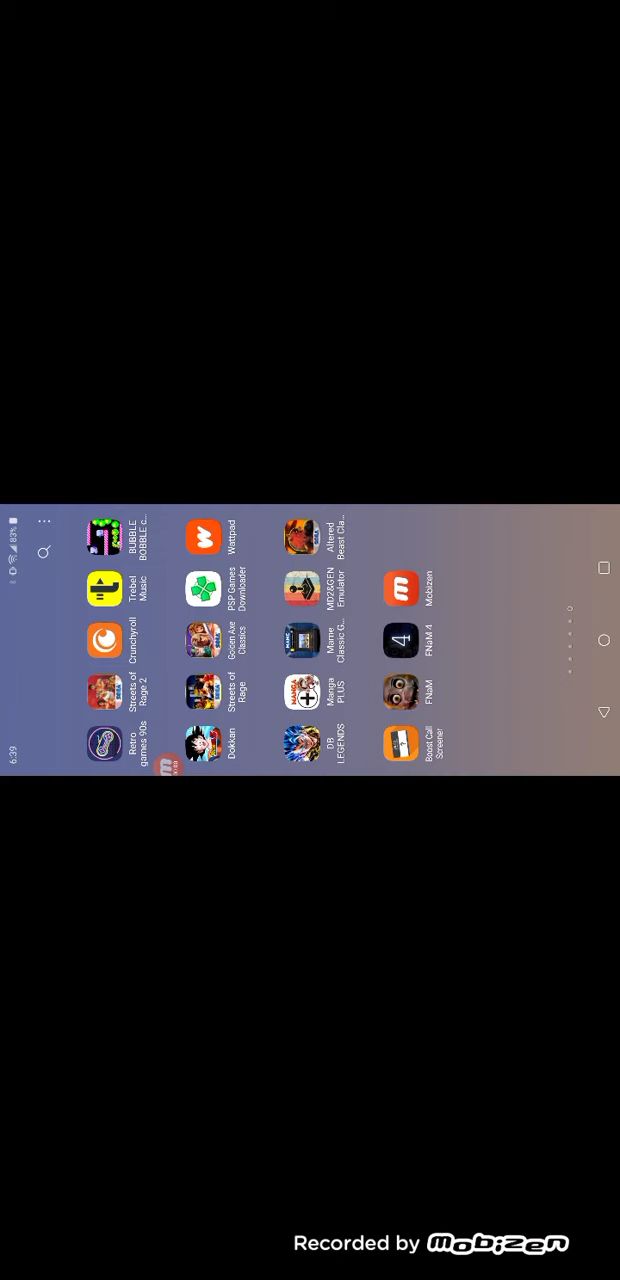 6:39
83%
Retro
games 90s
Streets of
Rage 2
Crunchyroll
Trebel
Music
BUBBLE
BOBBLE c...
Dokkan
Streets of
Rage
Golden Axe
Classics
PSP Games
Downloader
Wattpad
DB
LEGENDS
MANGA
Manga
PLUS
Mame
Classic G...
MD2&GEN
Emulator
Altered
Beast Cla...
Boost Call
Screener
FNaM
4
FNaM 4
Mobizen
Recorded by Mobizen